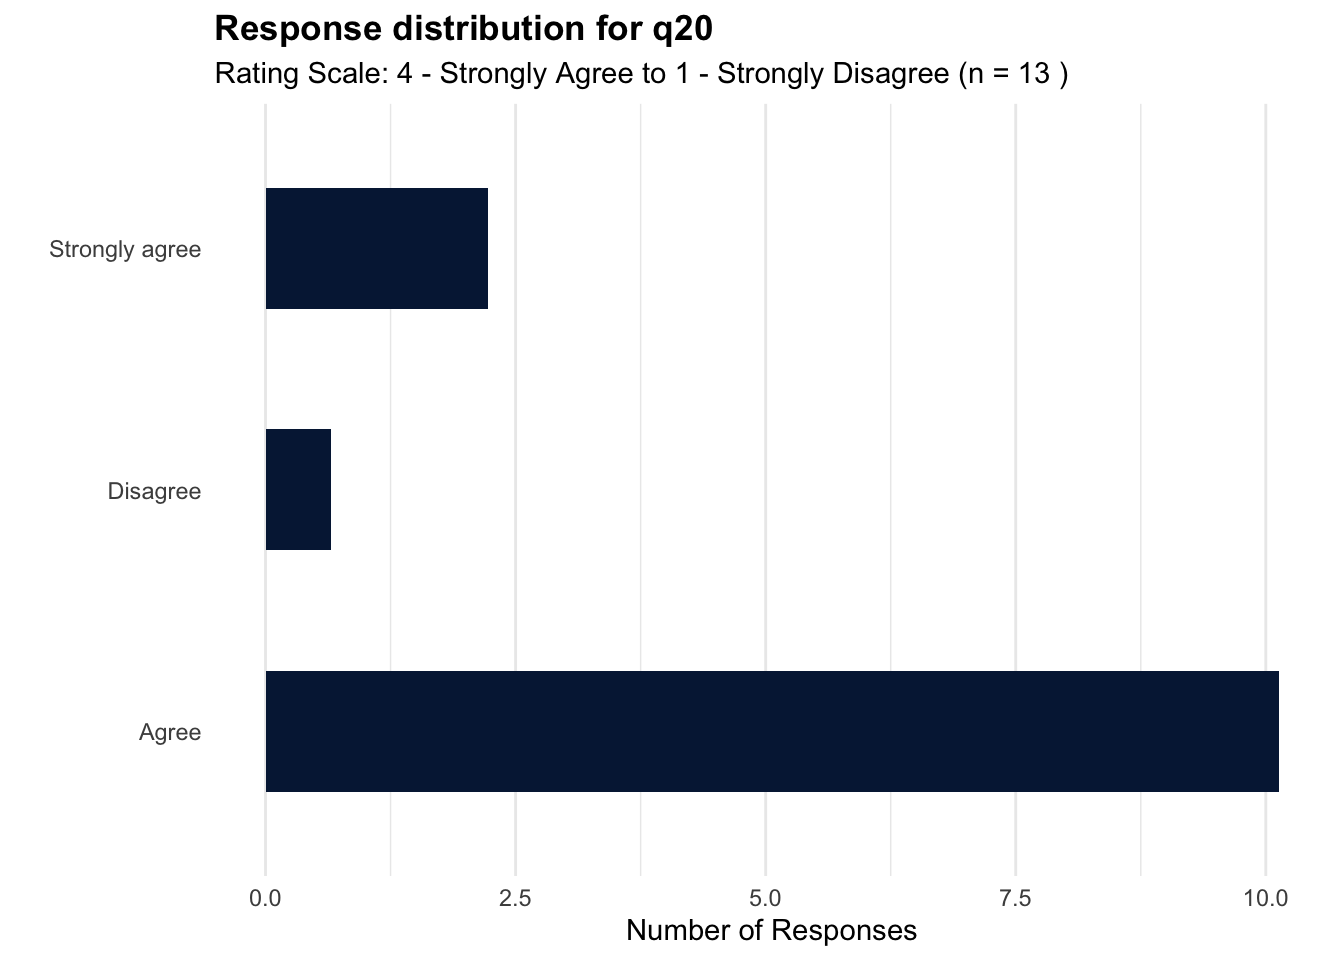 Response distribution for q20
Rating Scale: 4 - Strongly Agree to 1 - Strongly Disagree (n = 13 )
Strongly agree
Disagree
Agree
0.0 2.5 5.0 7.5 10.0
Number of Responses